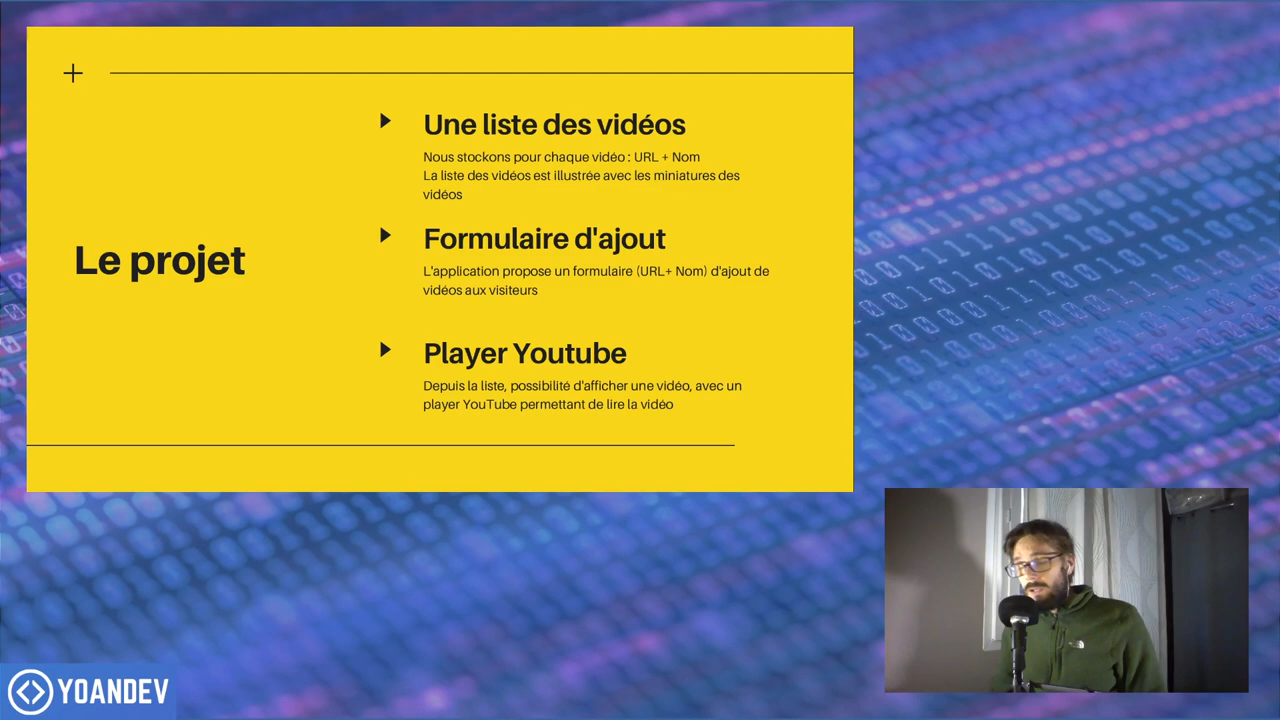 Le projet
Une liste des vidéos
Nous stockons pour chaque vidéo : URL + Nom
La liste des vidéos est illustrée avec les miniatures des
vidéos
Formulaire d'ajout
L'application propose un formulaire (URL+ Nom) d'ajout de
vidéos aux visiteurs
Player Youtube
Depuis la liste, possibilité d'afficher une vidéo, avec un
player YouTube permettant de lire la vidéo
YOANDEV